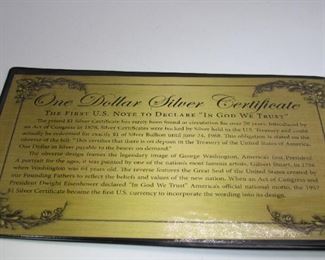 One Dollar Silver Certificate
THE FIRST U.S. NOTE TO DECLARE "IN GOD WE TRUST"
The prized $1 Silver Certificate has rarely been found in circulation for over 30 years. Introduced by
an Act of Congress in 1878, Silver Certificates were backed by Silver held in the U.S. Treasury and could
actually be redeemed for exactly $1 of Silver Bullion until June 24, 1968. This obligation is stated on the
obverse of the bill: "This certifies that there is on deposit in the Treasury of the United States of America
One Dollar in Silver payable to the bearer on demand."
The obverse design features the legendary image of George Washington, America's first President.
A portrait for the ages, it was painted by one of the nation's most famous artists, Gilbert Stuart, in 1796
when Washington was 64 years old. The reverse features the Great Seal of the United States created by
our Founding Fathers to reflect the beliefs and values of the new nation. When an Act of Congress and
President Dwight Eisenhower declared "In God We Trust" America's official national motto, the 1957
$1 Silver Certificate became the first U.S. currency to incorporate the wording into its design.